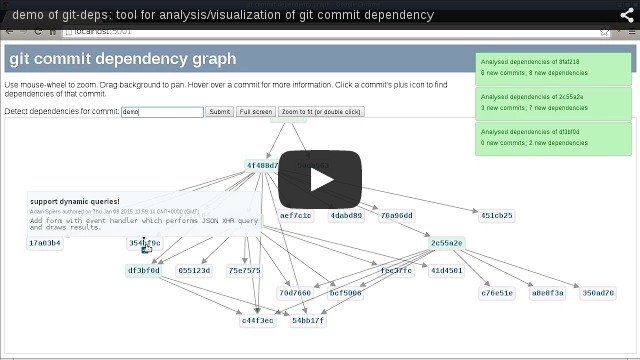 demo of git-deps: tool for analysis/visualization of git commit dependency
localhost:5001
git commit dependency graph
Analysed dependencies of 8faf218
6 new commits; 8 new dependencies
Analysed dependencies of 2c55a2e
3 new commits; 7 new dependencies
Analysed dependencies of df3bf0d
0 new commits; 2 new dependencies
Use mouse-wheel to zoom. Drag background to pan. Hover over a commit for more information. Click a commit's plus icon to find
dependencies of that commit.
Detect dependencies for commit: demo Submit Full screen Zoom to fit (or double click)
4f488d7
support dynamic queries!
Adam Spiers authored on Thu Jan 08 2015 13:59:14 GMT+0000 (GMT)
Add form with event handler which performs JSON XHR query
and draws results.
aef7c1c 4dabd89 76a96dd 451cb25
17a03b4 354bf9c 2c55a2e
df3bf0d 055123d 75e7575 fec37fc 41d4501
70d7660 bcf5006 c76e51e a8e8f3a 350ad70
c44f3ec 54bb17f